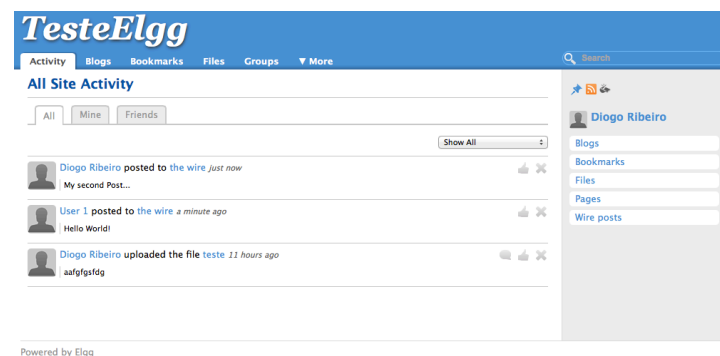 TesteElgg
Activity Blogs Bookmarks Files Groups ▼ More
Search
All Site Activity
All Mine Friends
Show All
Diogo Ribeiro posted to the wire just now
My second Post...
User 1 posted to the wire a minute ago
Hello World!
Diogo Ribeiro uploaded the file teste 11 hours ago
aafgfgsfdg
Diogo Ribeiro
Blogs
Bookmarks
Files
Pages
Wire posts
Powered by Elgg